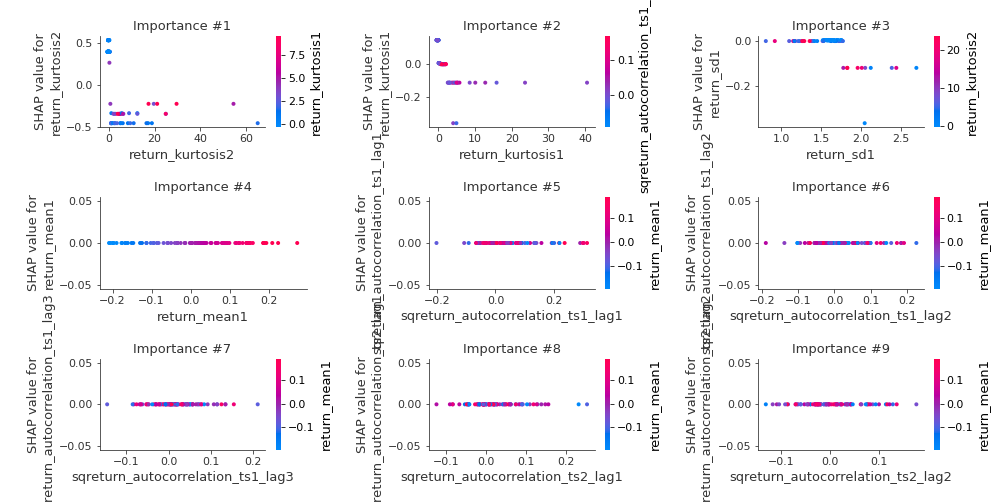 Importance #1
SHAP value for
return_kurtosis2
0.5
0.0
−0.5
0
20
40
60
return_kurtosis2
7.5
5.0
2.5
0.0
return_kurtosis1
Importance #2
SHAP value for
return_kurtosis1
0.0
−0.2
0
10
20
30
40
return_kurtosis1
0.1
0.0
sqreturn_autocorrelation_ts1_lag1
Importance #3
SHAP value for
return_sd1
0.0
−0.2
1.0
1.5
2.0
2.5
return_sd1
20
10
0
return_kurtosis2
Importance #4
SHAP value for
return_mean1
0.05
0.00
−0.05
−0.2
−0.1
0.0
0.1
0.2
return_mean1
Importance #5
SHAP value for
sqreturn_autocorrelation_ts1_lag1
0.05
0.00
−0.05
−0.2
0.0
0.2
sqreturn_autocorrelation_ts1_lag1
0.1
0.0
−0.1
return_mean1
Importance #6
SHAP value for
sqreturn_autocorrelation_ts1_lag2
0.05
0.00
−0.05
−0.2
−0.1
0.0
0.1
0.2
sqreturn_autocorrelation_ts1_lag2
0.1
0.0
−0.1
return_mean1
Importance #7
SHAP value for
sqreturn_autocorrelation_ts1_lag3
0.05
0.00
−0.05
−0.1
0.0
0.1
0.2
sqreturn_autocorrelation_ts1_lag3
0.1
0.0
−0.1
return_mean1
Importance #8
SHAP value for
sqreturn_autocorrelation_ts2_lag1
0.05
0.00
−0.05
−0.1
0.0
0.1
0.2
sqreturn_autocorrelation_ts2_lag1
0.1
0.0
−0.1
return_mean1
Importance #9
SHAP value for
sqreturn_autocorrelation_ts2_lag2
0.05
0.00
−0.05
−0.1
0.0
0.1
sqreturn_autocorrelation_ts2_lag2
0.1
0.0
−0.1
return_mean1